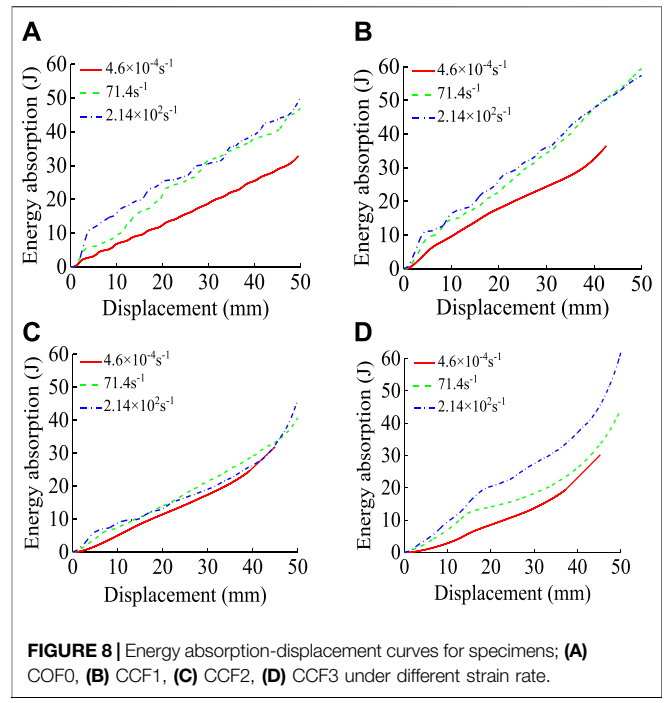 A
60
50
40
30
20
10
0
0 10 20 30 40 50
Energy absorption (J)
Displacement (mm)
4.6×10⁻⁴s⁻¹
71.4s⁻¹
2.14×10²s⁻¹
B
60
50
40
30
20
10
0
0 10 20 30 40 50
Energy absorption (J)
Displacement (mm)
4.6×10⁻⁴s⁻¹
71.4s⁻¹
2.14×10²s⁻¹
C
60
50
40
30
20
10
0
0 10 20 30 40 50
Energy absorption (J)
Displacement (mm)
4.6×10⁻⁴s⁻¹
71.4s⁻¹
2.14×10²s⁻¹
D
60
50
40
30
20
10
0
0 10 20 30 40 50
Energy absorption (J)
Displacement (mm)
4.6×10⁻⁴s⁻¹
71.4s⁻¹
2.14×10²s⁻¹
FIGURE 8 | Energy absorption-displacement curves for specimens; (A)
COF0, (B) CCF1, (C) CCF2, (D) CCF3 under different strain rate.